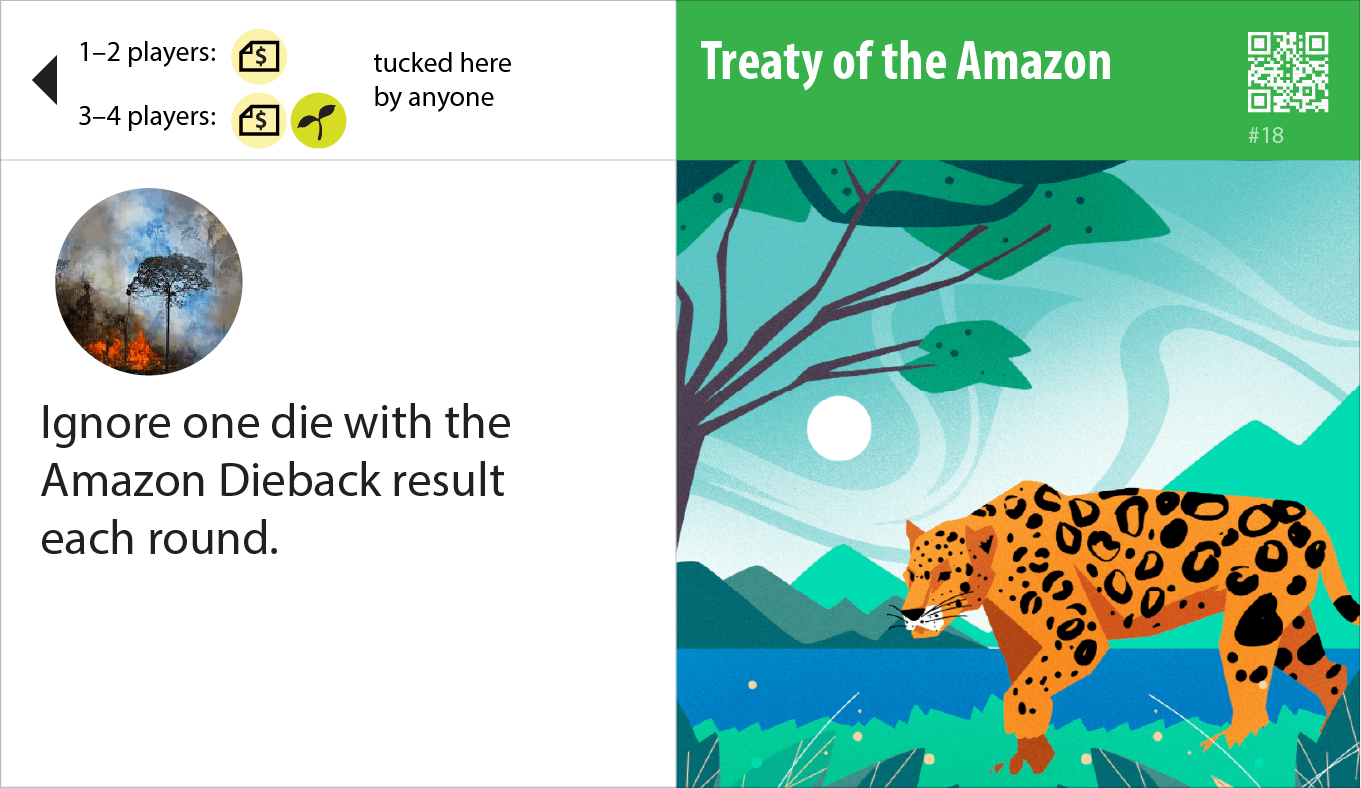 1–2 players: $
3–4 players: $
tucked here
by anyone
Ignore one die with the
Amazon Dieback result
each round.
Treaty of the Amazon
#18